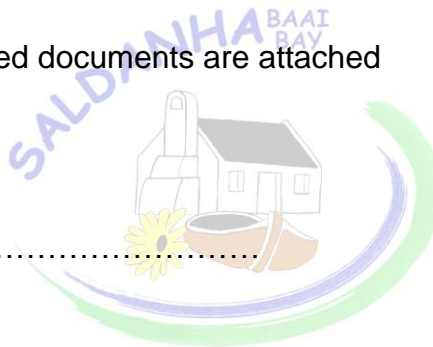 SALDANHA BAAI
BAY
ed documents are attached
……………………….